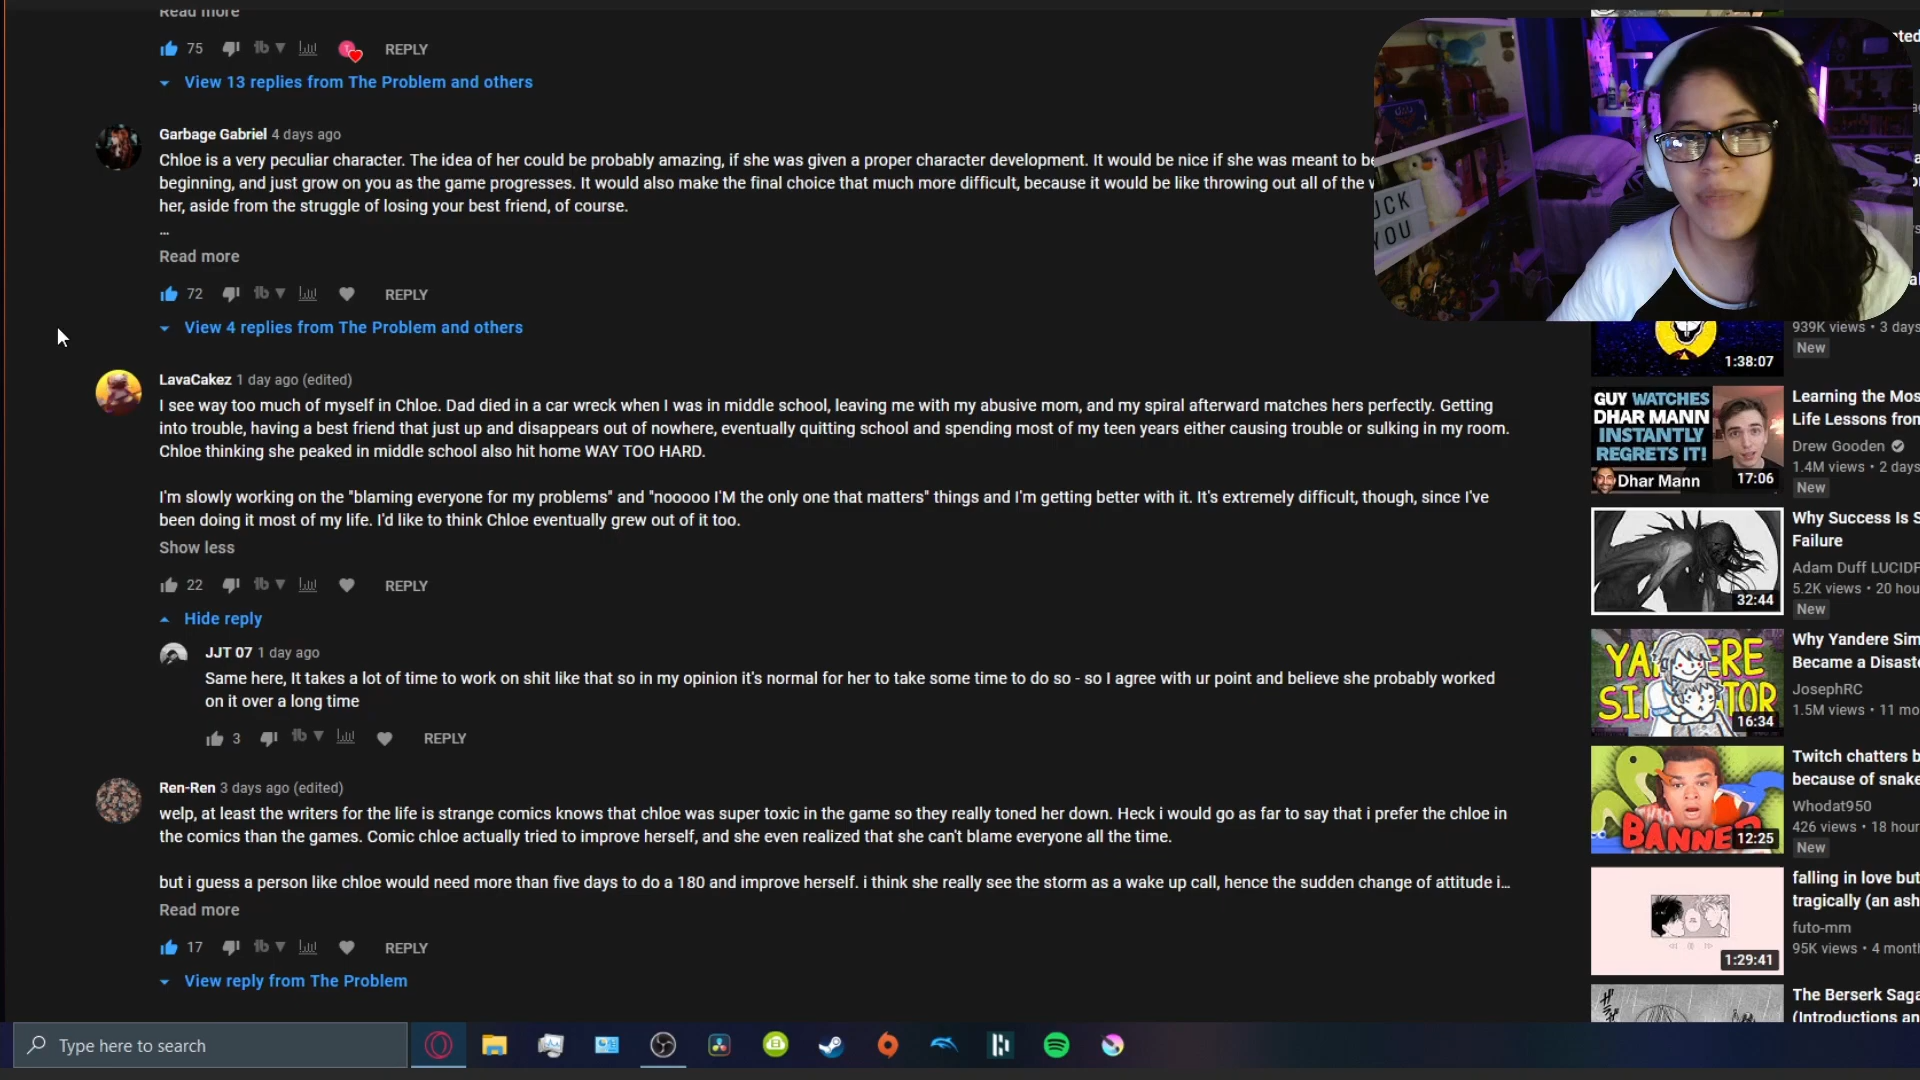 Read more
75 REPLY
View 13 replies from The Problem and others
Garbage Gabriel 4 days ago
Chloe is a very peculiar character. The idea of her could be probably amazing, if she was given a proper character development. It would be nice if she was meant to be
beginning, and just grow on you as the game progresses. It would also make the final choice that much more difficult, because it would be like throwing out all of the
her, aside from the struggle of losing your best friend, of course.
...
Read more
72 REPLY
View 4 replies from The Problem and others
LavaCakez 1 day ago (edited)
I see way too much of myself in Chloe. Dad died in a car wreck when I was in middle school, leaving me with my abusive mom, and my spiral afterward matches hers perfectly. Getting
into trouble, having a best friend that just up and disappears out of nowhere, eventually quitting school and spending most of my teen years either causing trouble or sulking in my room.
Chloe thinking she peaked in middle school also hit home WAY TOO HARD.
I'm slowly working on the "blaming everyone for my problems" and "nooooo I'M the only one that matters" things and I'm getting better with it. It's extremely difficult, though, since I've
been doing it most of my life. I'd like to think Chloe eventually grew out of it too.
Show less
22 REPLY
Hide reply
JJT 07 1 day ago
Same here, It takes a lot of time to work on shit like that so in my opinion it's normal for her to take some time to do so - so I agree with ur point and believe she probably worked
on it over a long time
3 REPLY
Ren-Ren 3 days ago (edited)
welp, at least the writers for the life is strange comics knows that chloe was super toxic in the game so they really toned her down. Heck i would go as far to say that i prefer the chloe in
the comics than the games. Comic chloe actually tried to improve herself, and she even realized that she can't blame everyone all the time.
but i guess a person like chloe would need more than five days to do a 180 and improve herself. i think she really see the storm as a wake up call, hence the sudden change of attitude i...
Read more
17 REPLY
View reply from The Problem
UCK
YOU
939K views • 3 days
New
1:38:07
GUY WATCHES
DHAR MANN
INSTANTLY
REGRETS IT!
Dhar Mann
17:06
Learning the Mos
Life Lessons from
Drew Gooden
1.4M views • 2 days
New
32:44
Why Success Is S
Failure
Adam Duff LUCIDP
5.2K views • 20 hou
New
YANDERE
SIMULATOR
16:34
Why Yandere Sim
Became a Disaste
JosephRC
1.5M views • 11 mo
BANNED
12:25
Twitch chatters b
because of snake
Whodat950
426 views • 18 hour
New
1:29:41
falling in love but
tragically (an ash
futo-mm
95K views • 4 month
The Berserk Saga
(Introductions an
Type here to search